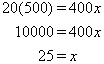 20(500) = 400x
10000 = 400x
25 = x